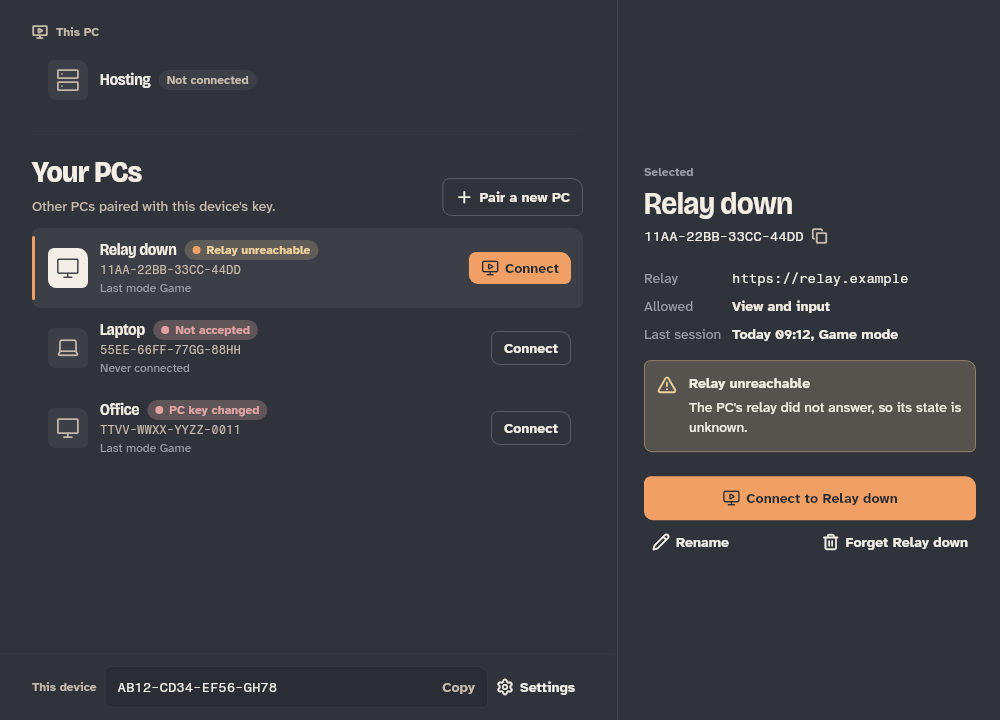 This PC
Hosting Not connected
Your PCs
Other PCs paired with this device's key.
Pair a new PC
Relay down Relay unreachable
11AA-22BB-33CC-44DD
Last mode Game
Connect
Laptop Not accepted
55EE-66FF-77GG-88HH
Never connected
Connect
Office PC key changed
TTVV-WWXX-YYZZ-0011
Last mode Game
Connect
This device AB12-CD34-EF56-GH78 Copy Settings
Selected
Relay down
11AA-22BB-33CC-44DD
Relay https://relay.example
Allowed View and input
Last session Today 09:12, Game mode
Relay unreachable
The PC's relay did not answer, so its state is
unknown.
Connect to Relay down
Rename Forget Relay down